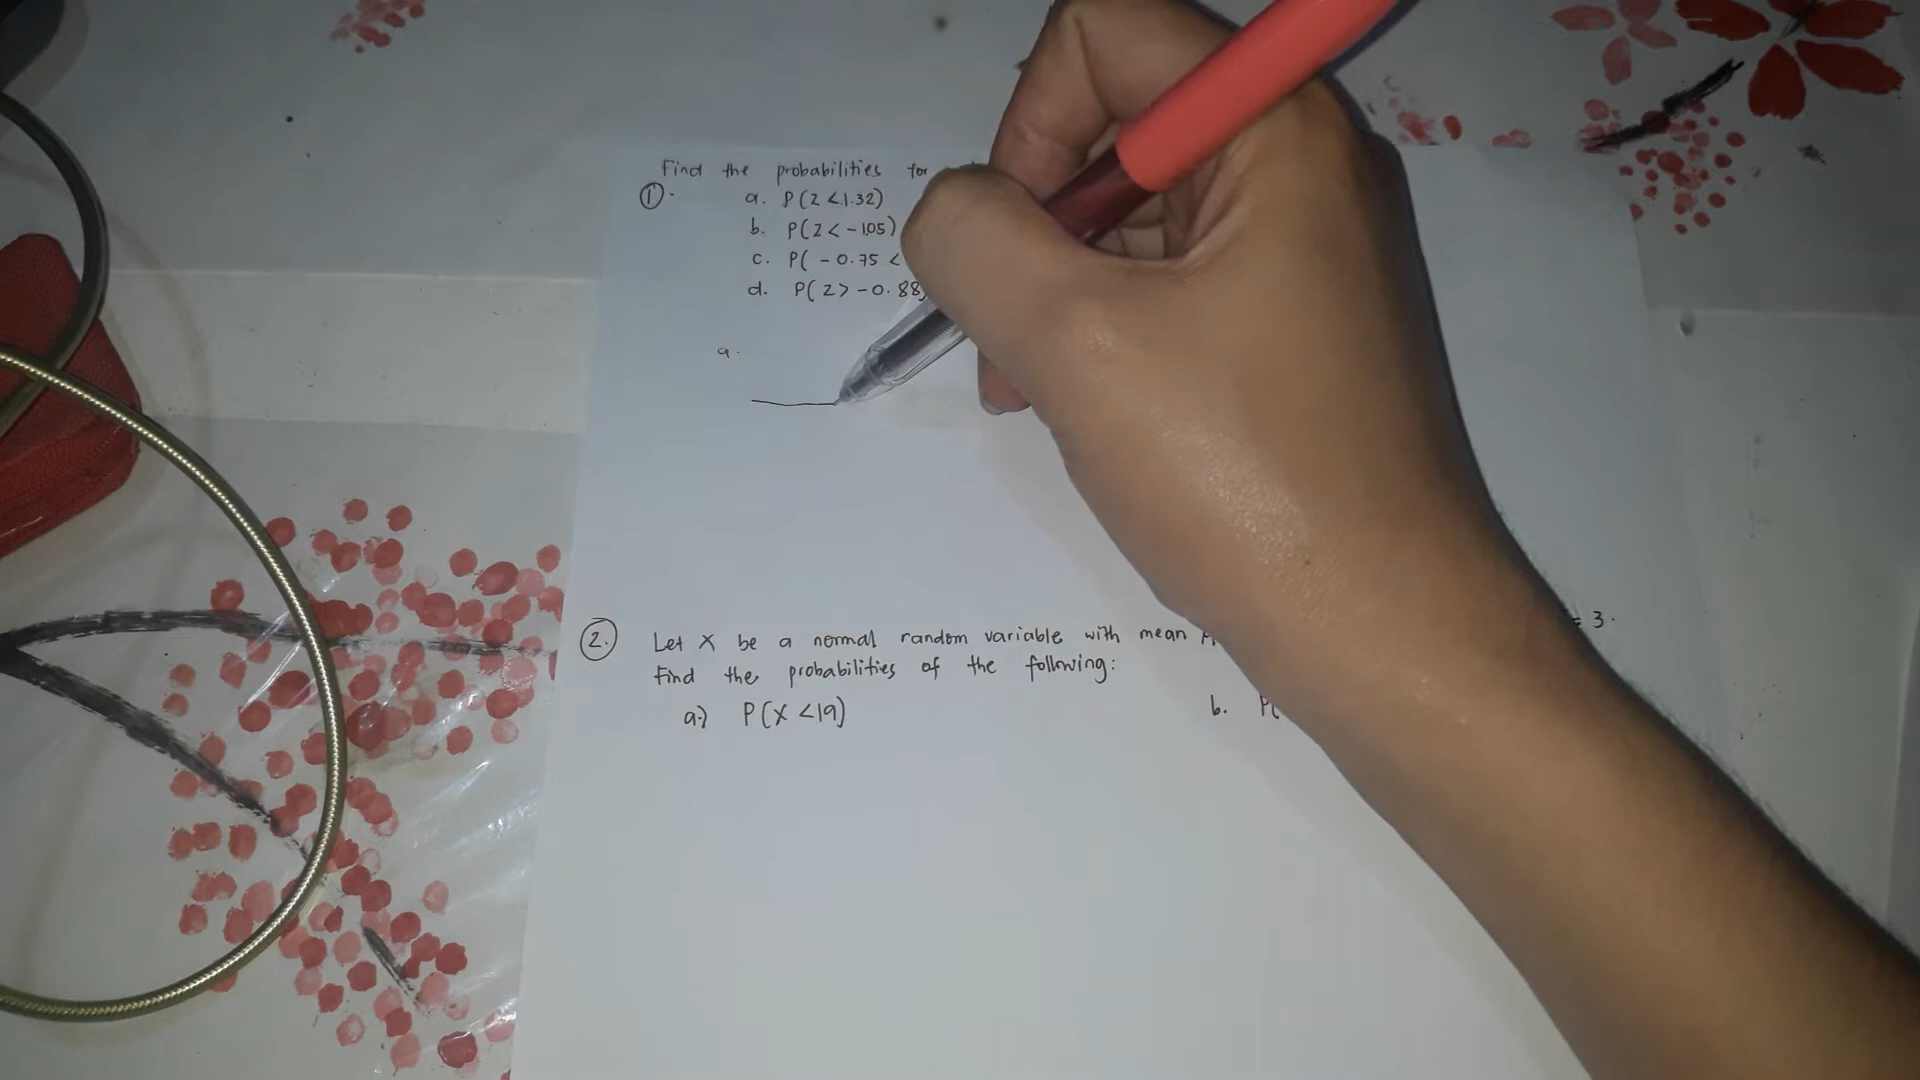 Find the probabilities for
1. a. P(Z <1.32)
b. P(Z < -1.05)
c. P( - 0.75 <
d. P( Z > - 0.88)
a.
2. Let X be a normal random variable with mean = 3.
Find the probabilities of the following:
a.) P(X <19) b. P(